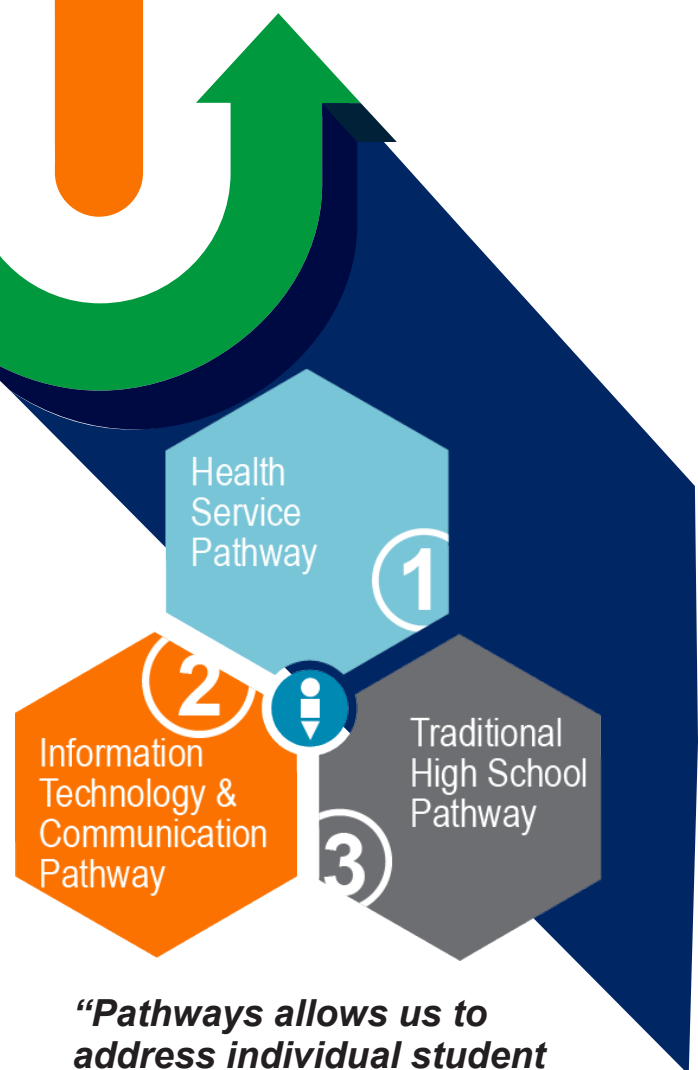 Health
Service
Pathway
1
2
Information
Technology &
Communication
Pathway
Traditional
High School
Pathway
3
“Pathways allows us to
address individual student